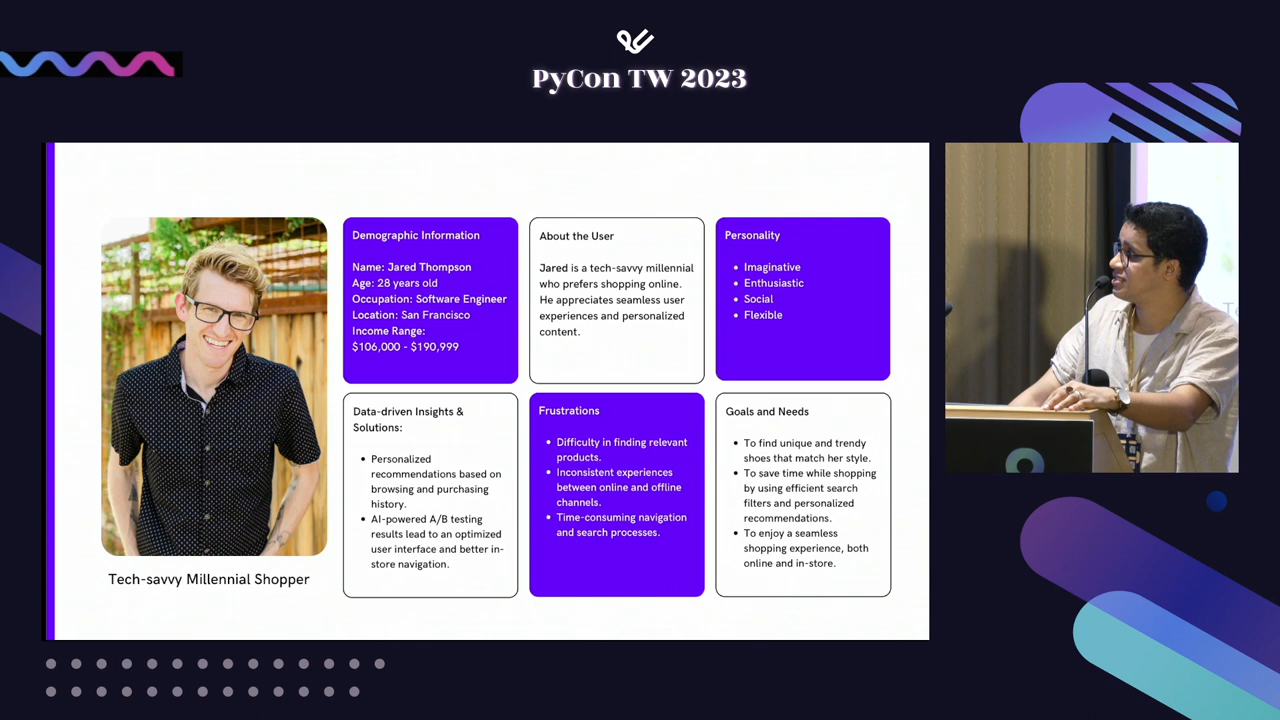 PyCon TW 2023
Demographic Information
Name: Jared Thompson
Age: 28 years old
Occupation: Software Engineer
Location: San Francisco
Income Range:
$106,000 - $190,999
About the User
Jared is a tech-savvy millennial
who prefers shopping online.
He appreciates seamless user
experiences and personalized
content.
Personality
Imaginative
Enthusiastic
Social
Flexible
Data-driven Insights &
Solutions:
Personalized
recommendations based on
browsing and purchasing
history.
AI-powered A/B testing
results lead to an optimized
user interface and better in-
store navigation.
Frustrations
Difficulty in finding relevant
products.
Inconsistent experiences
between online and offline
channels.
Time-consuming navigation
and search processes.
Goals and Needs
To find unique and trendy
shoes that match her style.
To save time while shopping
by using efficient search
filters and personalized
recommendations.
To enjoy a seamless
shopping experience, both
online and in-store.
Tech-savvy Millennial Shopper